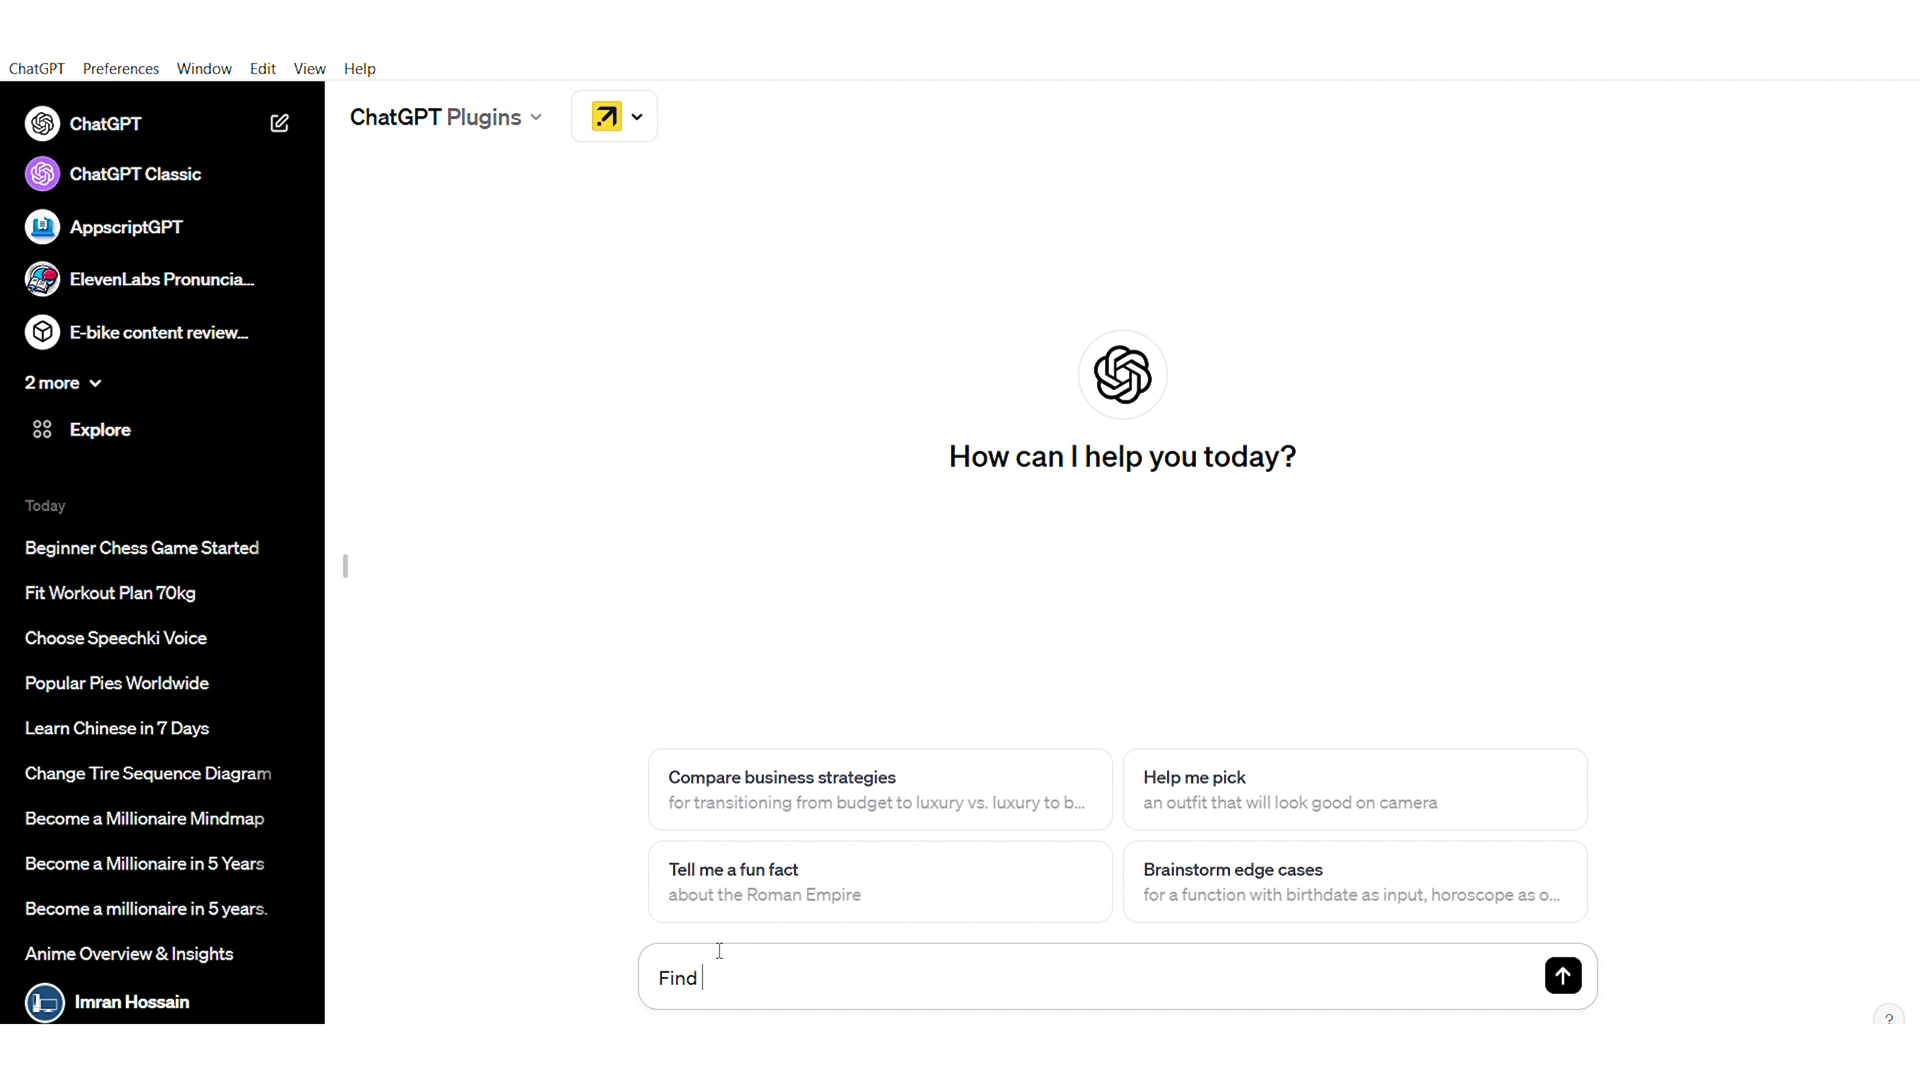 ChatGPT Preferences Window Edit View Help
ChatGPT
ChatGPT Classic
AppscriptGPT
ElevenLabs Pronuncia...
E-bike content review...
2 more
Explore
Today
Beginner Chess Game Started
Fit Workout Plan 70kg
Choose Speechki Voice
Popular Pies Worldwide
Learn Chinese in 7 Days
Change Tire Sequence Diagram
Become a Millionaire Mindmap
Become a Millionaire in 5 Years
Become a millionaire in 5 years.
Anime Overview & Insights
Imran Hossain
ChatGPT Plugins
How can I help you today?
Compare business strategies
for transitioning from budget to luxury vs. luxury to b...
Help me pick
an outfit that will look good on camera
Tell me a fun fact
about the Roman Empire
Brainstorm edge cases
for a function with birthdate as input, horoscope as o...
Find
?